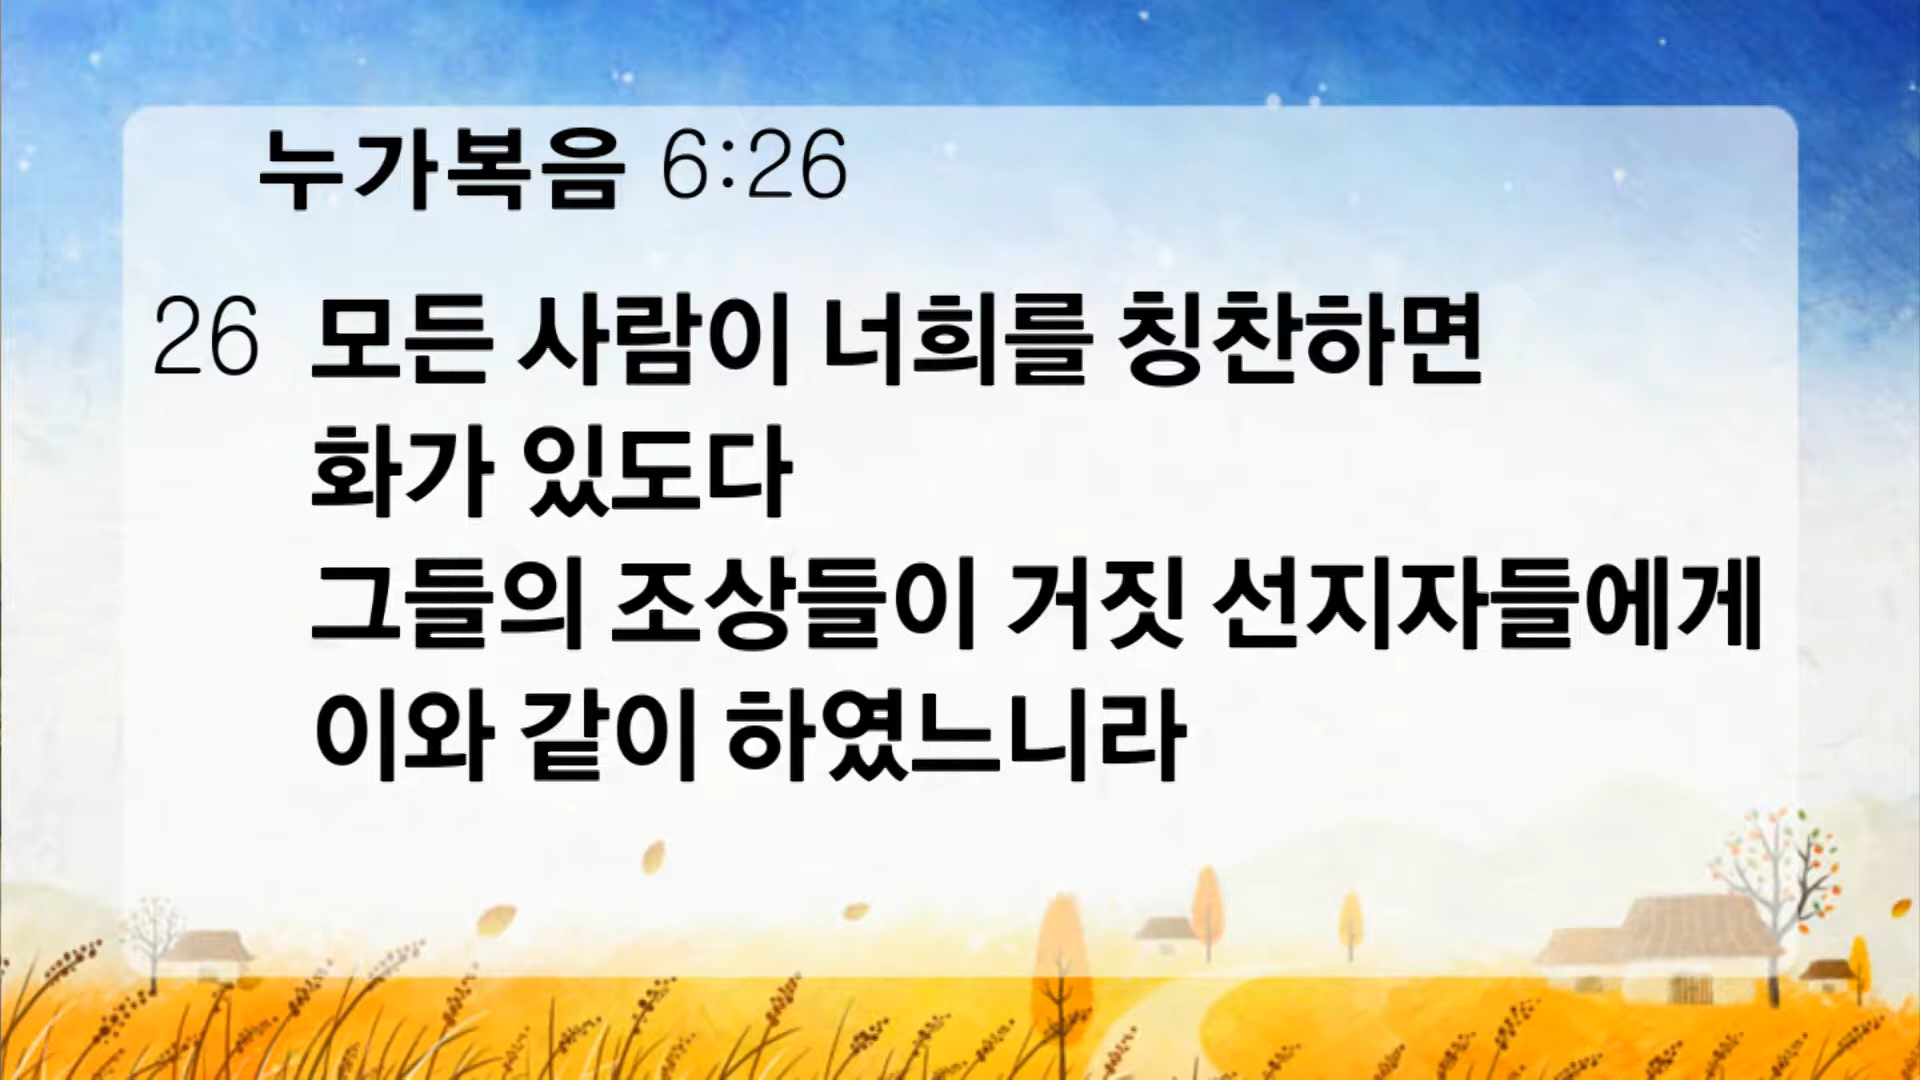 누가복음 6:26
26 모든 사람이 너희를 칭찬하면
화가 있도다
그들의 조상들이 거짓 선지자들에게
이와 같이 하였느니라